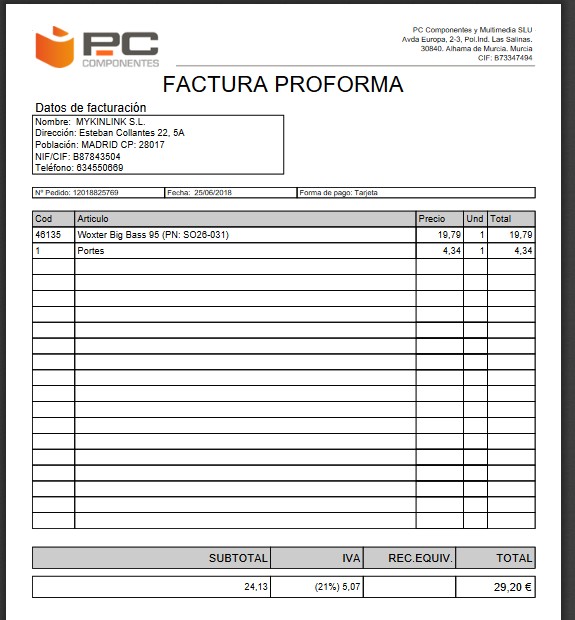 PC
COMPONENTES
PC Componentes y Multimedia SLU
Avda Europa, 2-3, Pol.Ind. Las Salinas.
30840. Alhama de Murcia. Murcia
CIF: B73347494
FACTURA PROFORMA
Datos de facturación
Nombre: MYKINLINK S.L.
Dirección: Esteban Collantes 22, 5A
Población: MADRID CP: 28017
NIF/CIF: B87843504
Teléfono: 634550669
Nº Pedido: 12018825769 Fecha: 25/06/2018 Forma de pago: Tarjeta
Cod Articulo Precio Und Total
46135 Woxter Big Bass 95 (PN: SO26-031) 19,79 1 19,79
1 Portes 4,34 1 4,34
SUBTOTAL IVA REC.EQUIV. TOTAL
24,13 (21%) 5,07 29,20 €